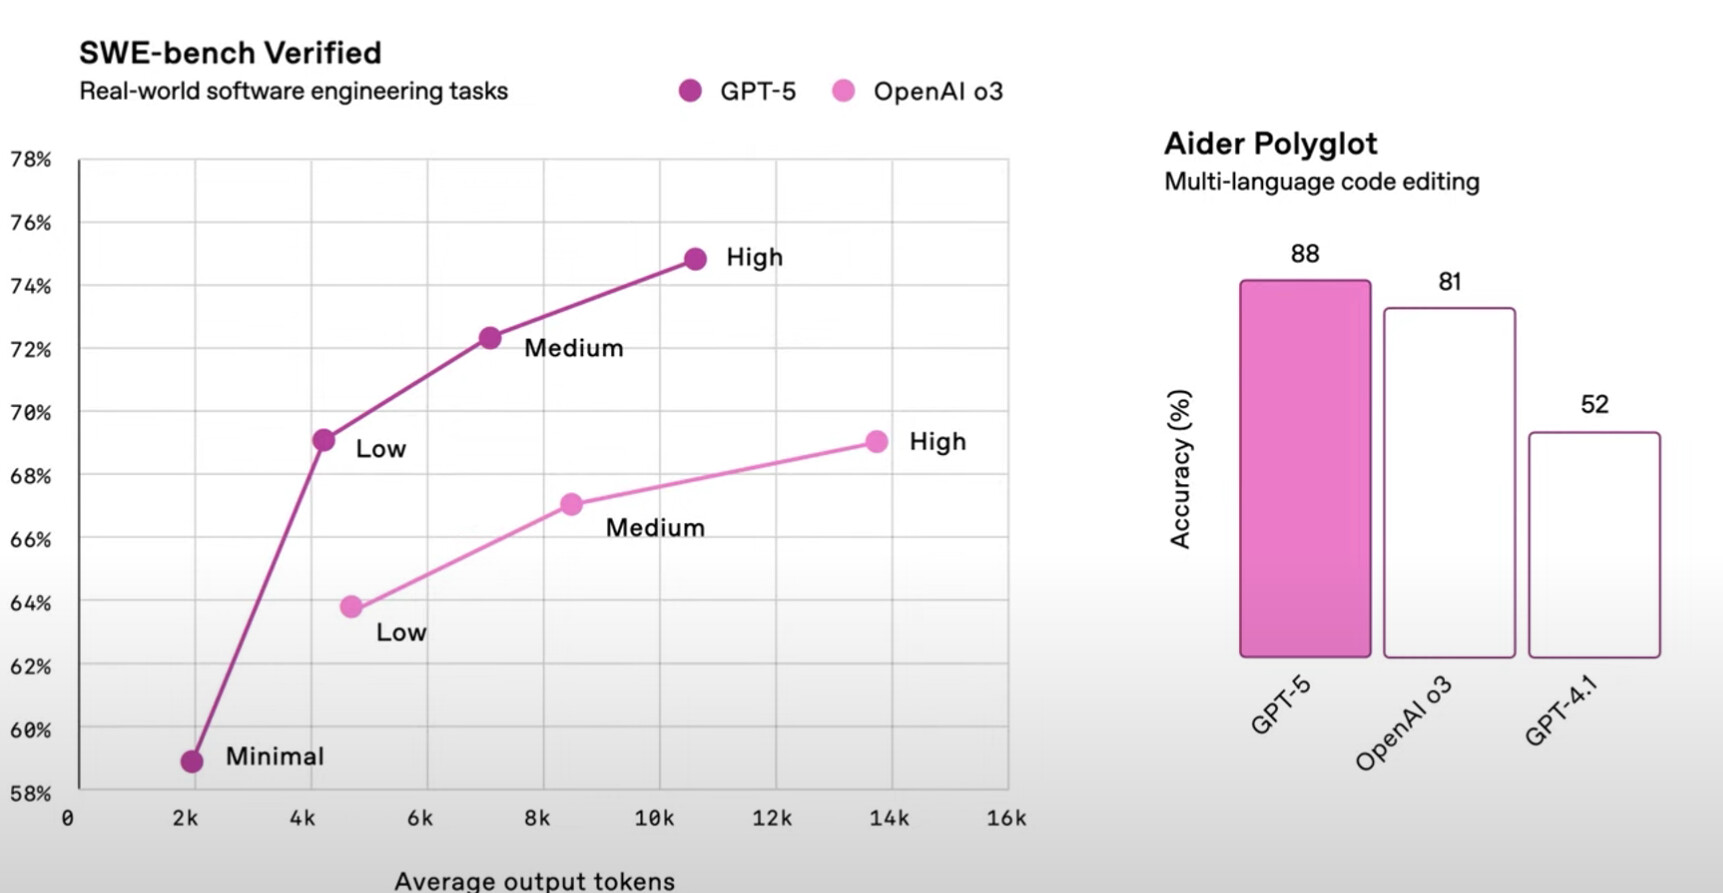 SWE-bench Verified
Real-world software engineering tasks
GPT-5
OpenAI o3
78%
76%
74%
72%
70%
68%
66%
64%
62%
60%
58%
High
Medium
Low
Minimal
High
Medium
Low
0 2k 4k 6k 8k 10k 12k 14k 16k
Average output tokens
Aider Polyglot
Multi-language code editing
Accuracy (%)
88
81
52
GPT-5
OpenAI o3
GPT-4.1